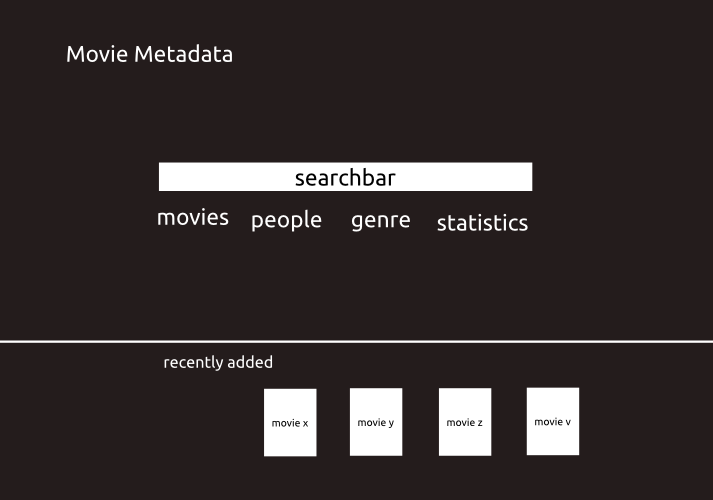 Movie Metadata
searchbar
movies people genre statistics
recently added
movie x movie y movie z movie v